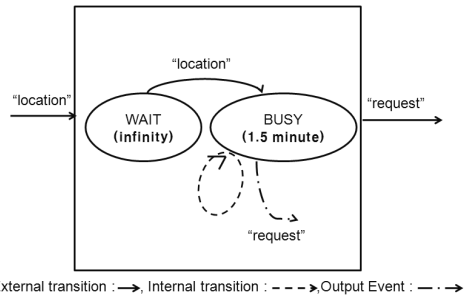 “location”
“location”
“request”
WAIT
(infinity)
BUSY
(1.5 minute)
“request”
xternal transition : , Internal transition : ,Output Event :